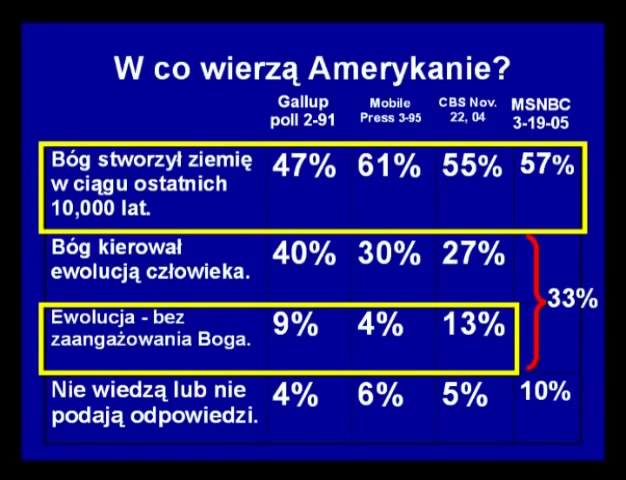 W co wierzą Amerykanie?
Gallup poll 2-91 Mobile Press 3-95 CBS Nov. 22, 04 MSNBC 3-19-05
Bóg stworzył ziemię w ciągu ostatnich 10,000 lat. 47% 61% 55% 57%
Bóg kierował ewolucją człowieka. 40% 30% 27%
33%
Ewolucja - bez zaangażowania Boga. 9% 4% 13%
Nie wiedzą lub nie podają odpowiedzi. 4% 6% 5% 10%